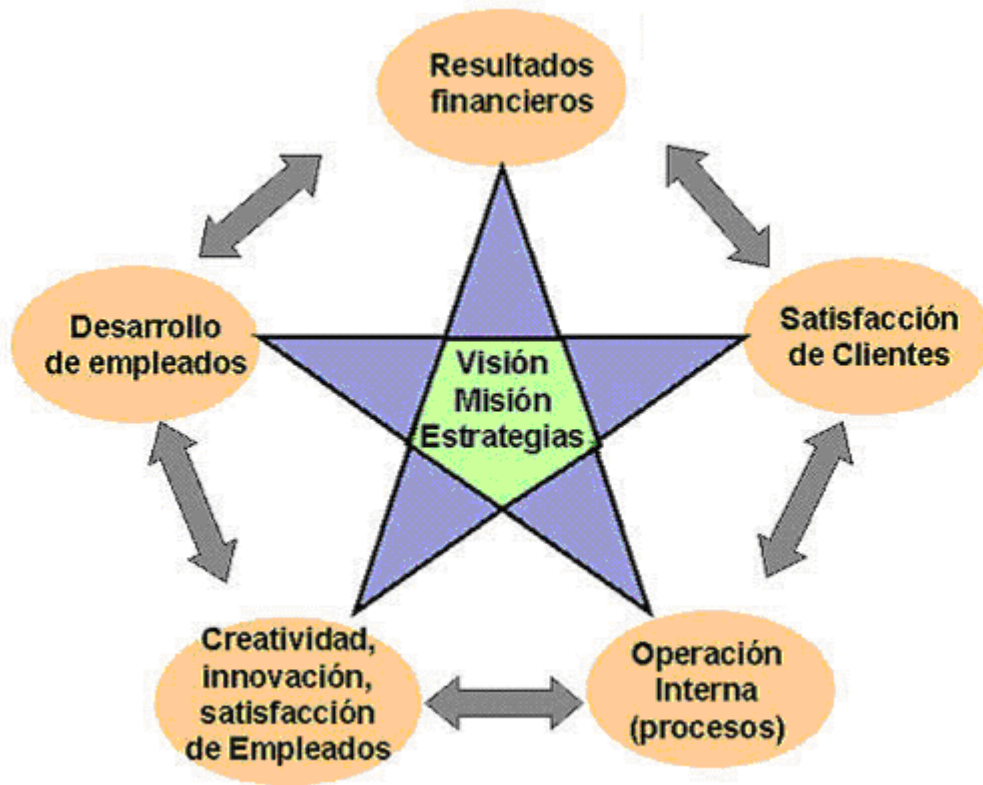 Resultados
financieros
Desarrollo
de empleados
Satisfacción
de Clientes
Visión
Misión
Estrategias
Creatividad,
innovación,
satisfacción
de Empleados
Operación
Interna
(procesos)